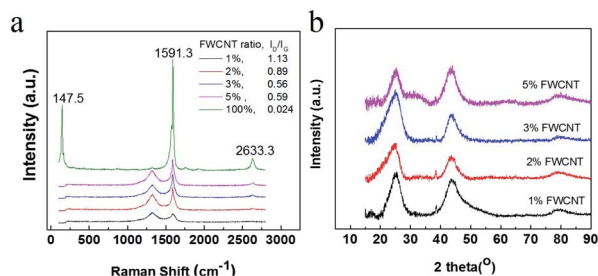 a
Intensity (a.u.)
147.5
1591.3
2633.3
FWCNT ratio, ID/IG
1%, 1.13
2%, 0.89
3%, 0.56
5% , 0.59
100%, 0.024
0 500 1000 1500 2000 2500 3000
Raman Shift (cm⁻¹)
b
Intensity (a.u.)
5% FWCNT
3% FWCNT
2% FWCNT
1% FWCNT
10 20 30 40 50 60 70 80 90
2 theta(O)